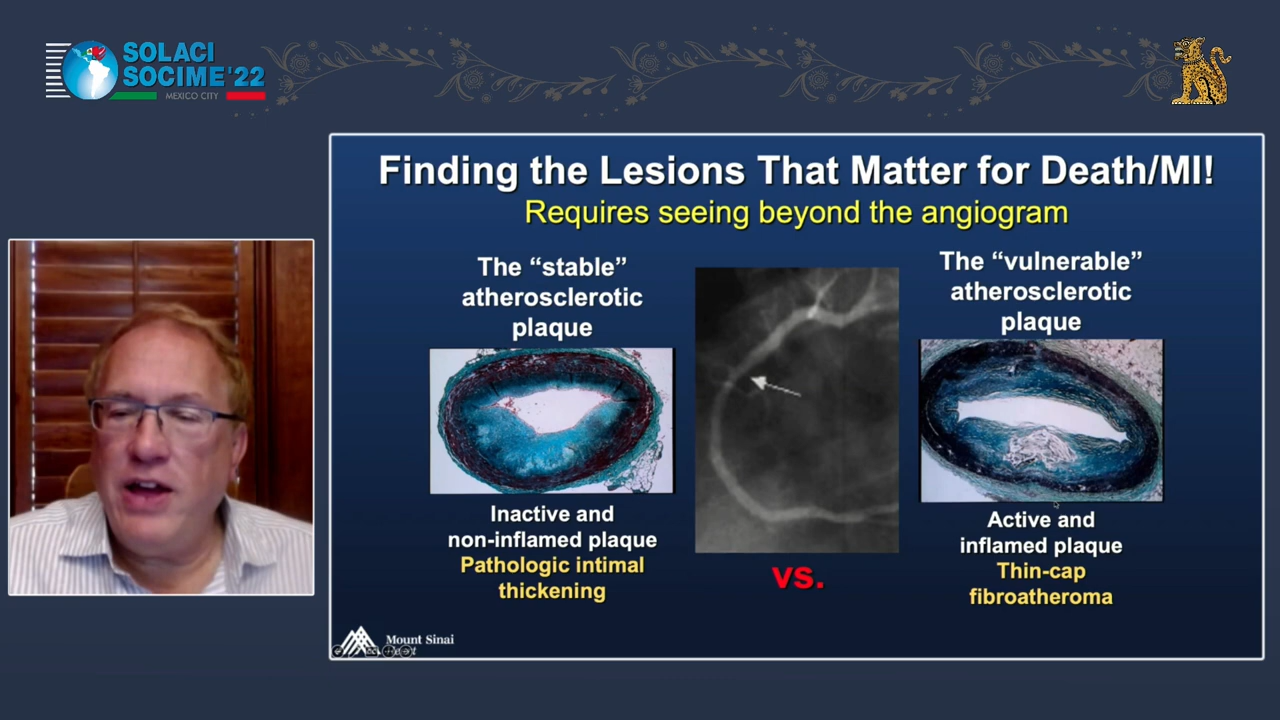 SOLACI
SOCIME'22
MEXICO CITY
Finding the Lesions That Matter for Death/MI!
Requires seeing beyond the angiogram
The “stable”
atherosclerotic
plaque
Inactive and
non-inflamed plaque
Pathologic intimal
thickening
vs.
The “vulnerable”
atherosclerotic
plaque
Active and
inflamed plaque
Thin-cap
fibroatheroma
Mount Sinai